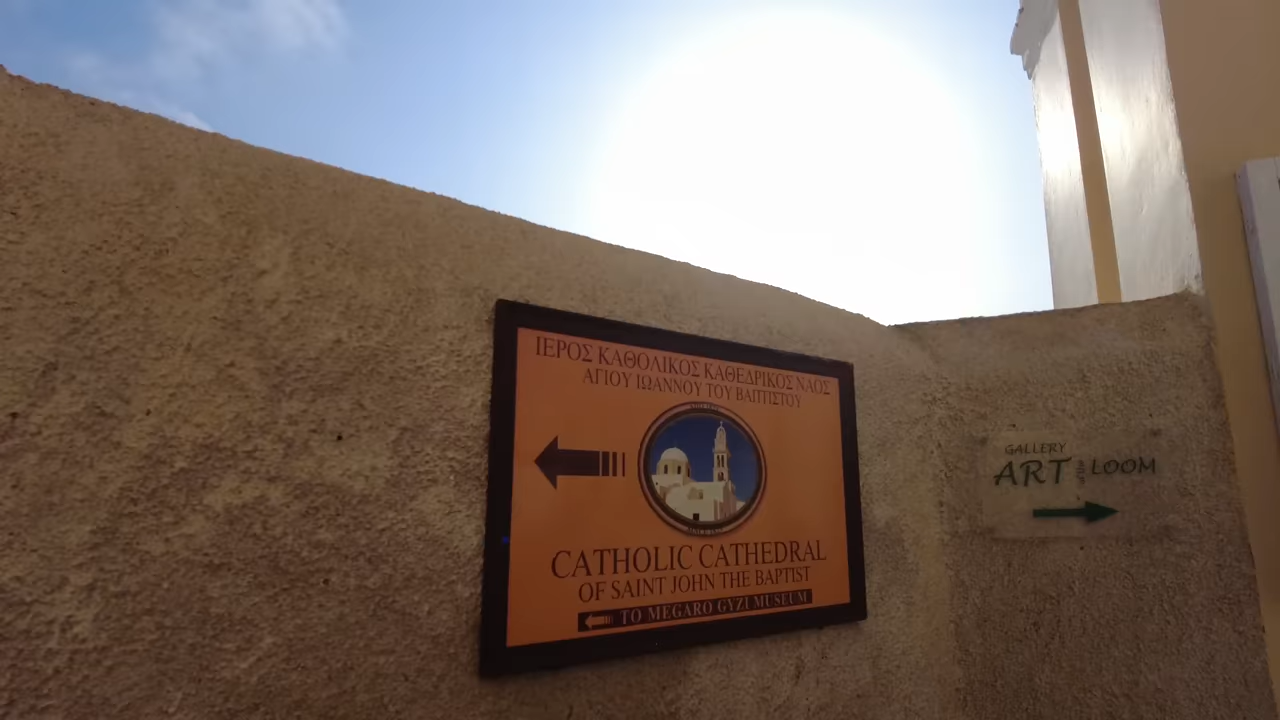 ΙΕΡΟΣ ΚΑΘΟΛΙΚΟΣ ΚΑΘΕΔΡΙΚΟΣ ΝΑΟΣ
ΑΓΙΟΥ ΙΩΑΝΝΟΥ ΤΟΥ ΒΑΠΤΙΣΤΟΥ
CATHOLIC CATHEDRAL
OF SAINT JOHN THE BAPTIST
TO MEGARO GYZI MUSEUM
GALLERY
ART
LOOM